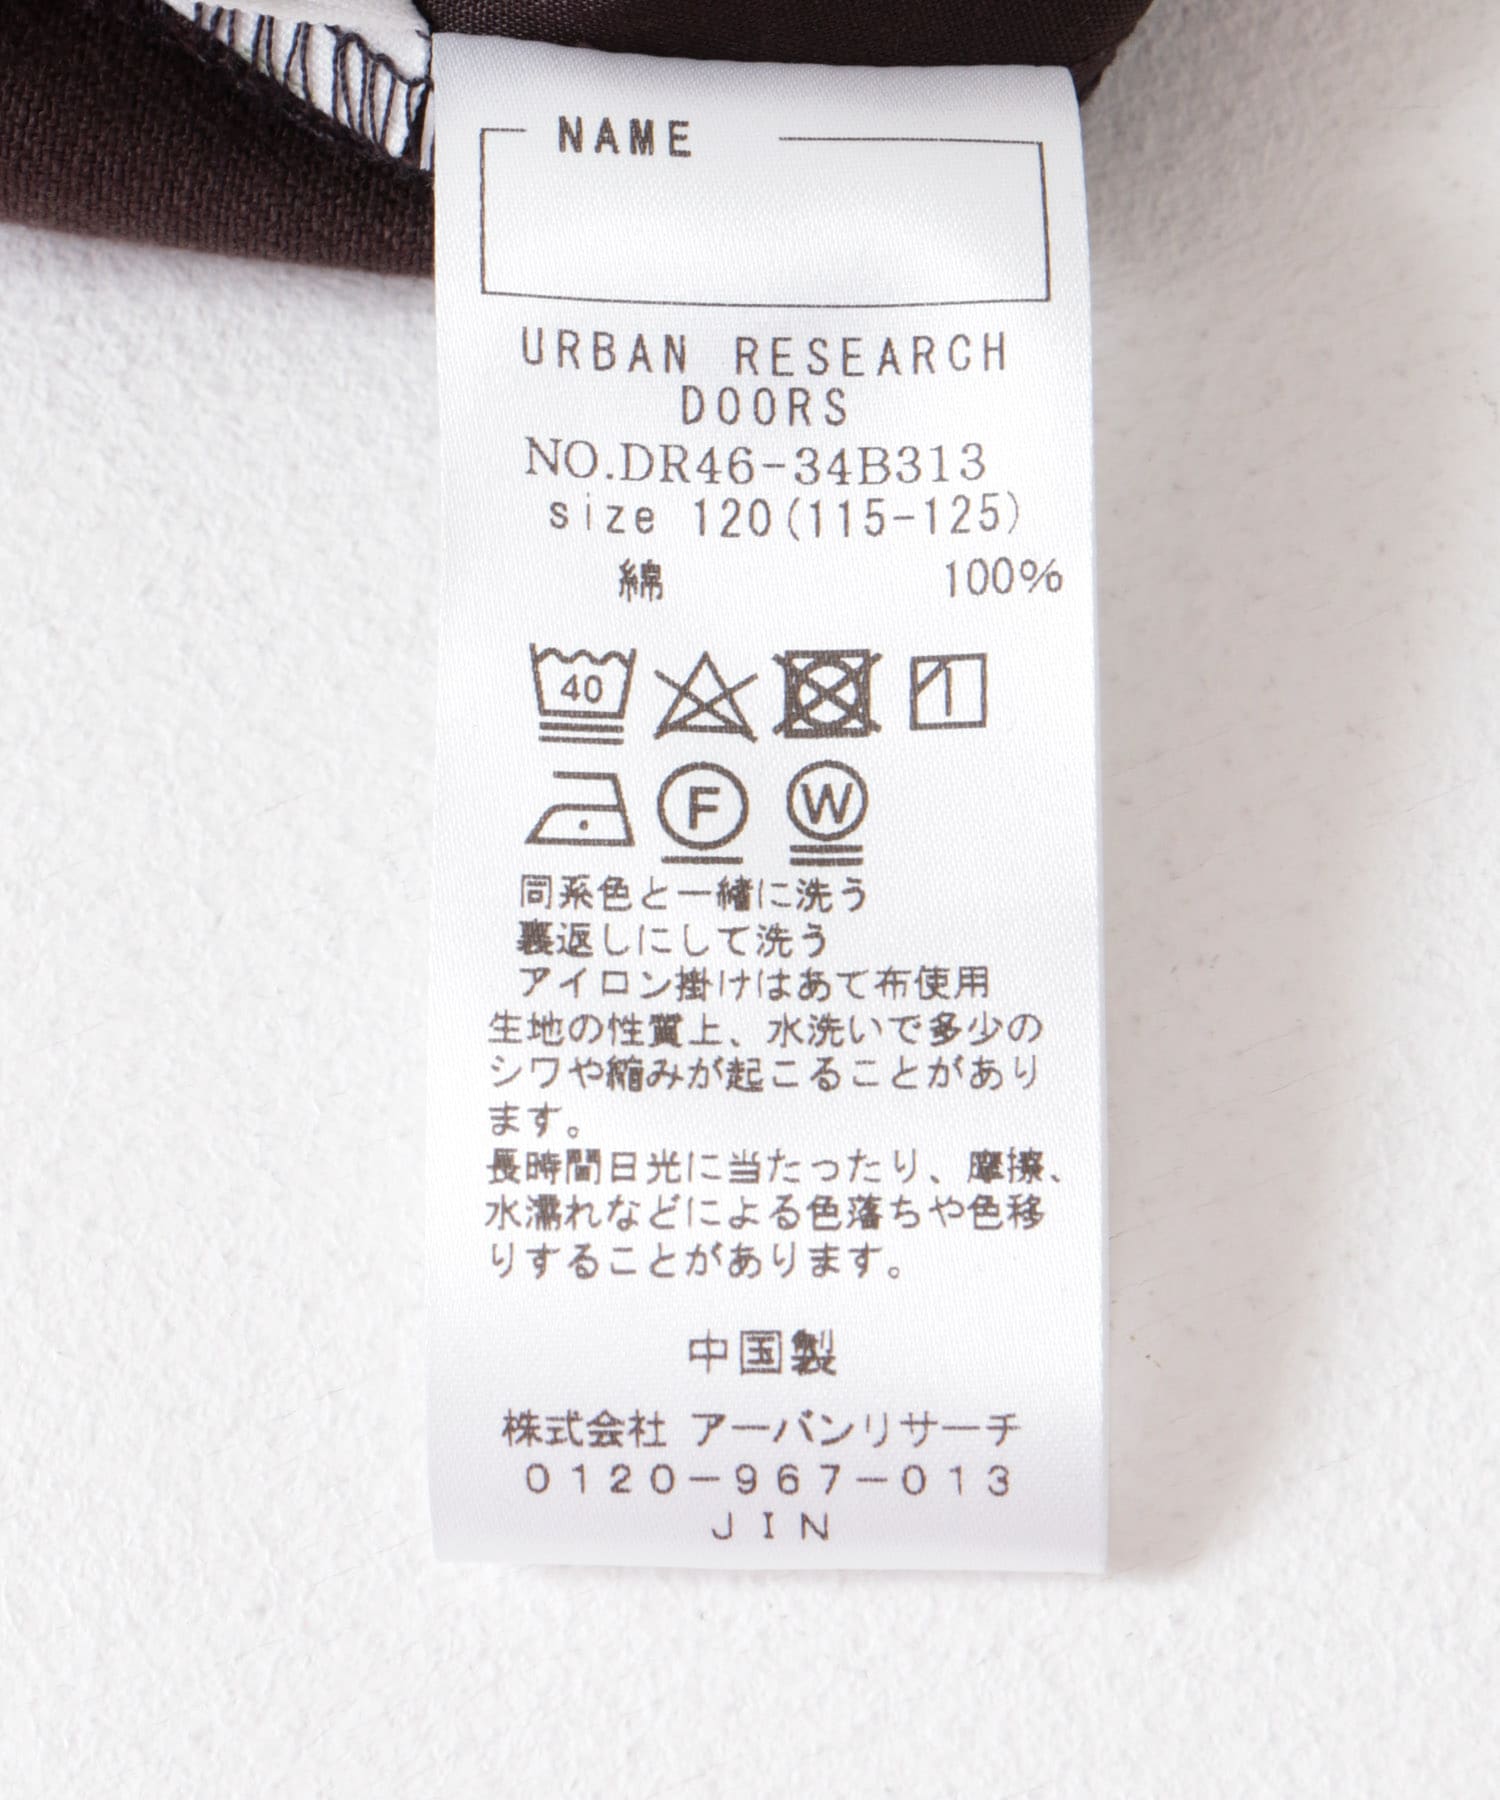 NAME
URBAN RESEARCH
DOORS
NO.DR46-34B313
size 120(115-125)
綿 100%
40
F W
同系色と一緒に洗う
裏返しにして洗う
アイロン掛けはあて布使用
生地の性質上、水洗いで多少の
シワや縮みが起こることがあり
ます。
長時間日光に当たったり、摩擦、
水濡れなどによる色落ちや色移
りすることがあります。
中国製
株式会社 アーバンリサーチ
0120-967-013
JIN